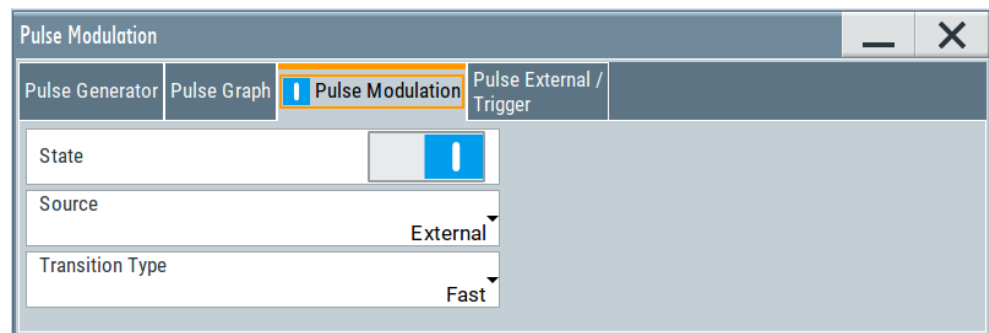 Pulse Modulation
Pulse Generator
Pulse Graph
Pulse Modulation
Pulse External /
Trigger
State
Source
External
Transition Type
Fast